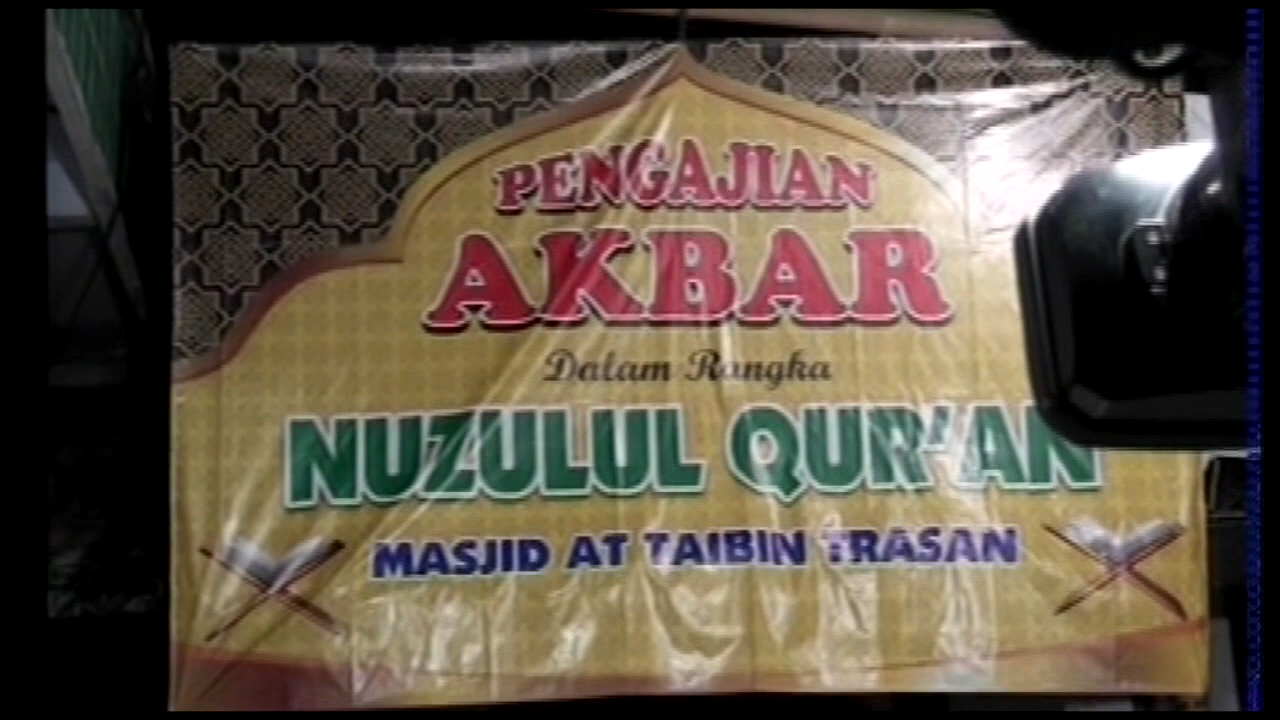 PENGAJIAN
AKBAR
Dalam Rangka
NUZULUL QUR'AN
MASJID AT TAIBIN TRASAN